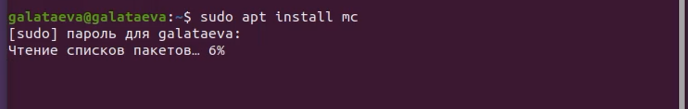 galataeva@galataeva:~$ sudo apt install mc
[sudo] пароль для galataeva:
Чтение списков пакетов… 6%